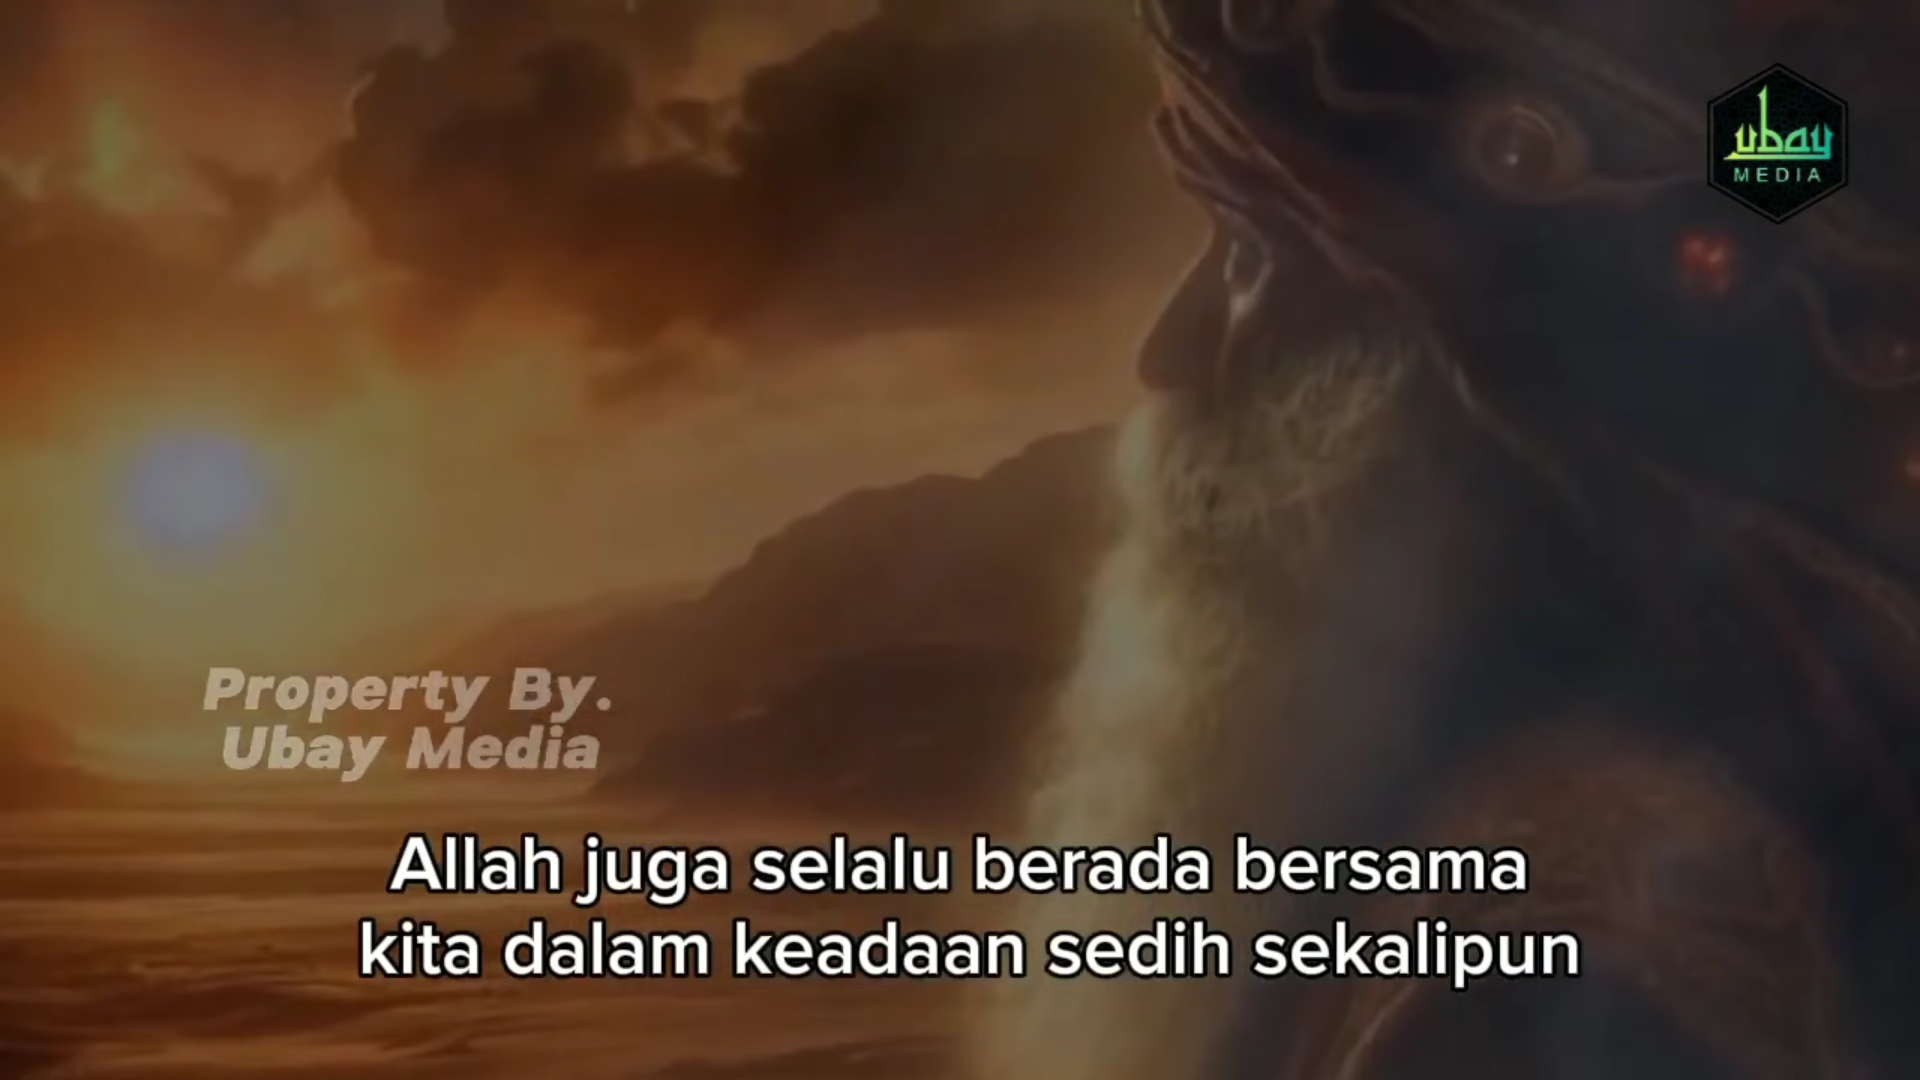 ubay
MEDIA
Property By.
Ubay Media
Allah juga selalu berada bersama
kita dalam keadaan sedih sekalipun